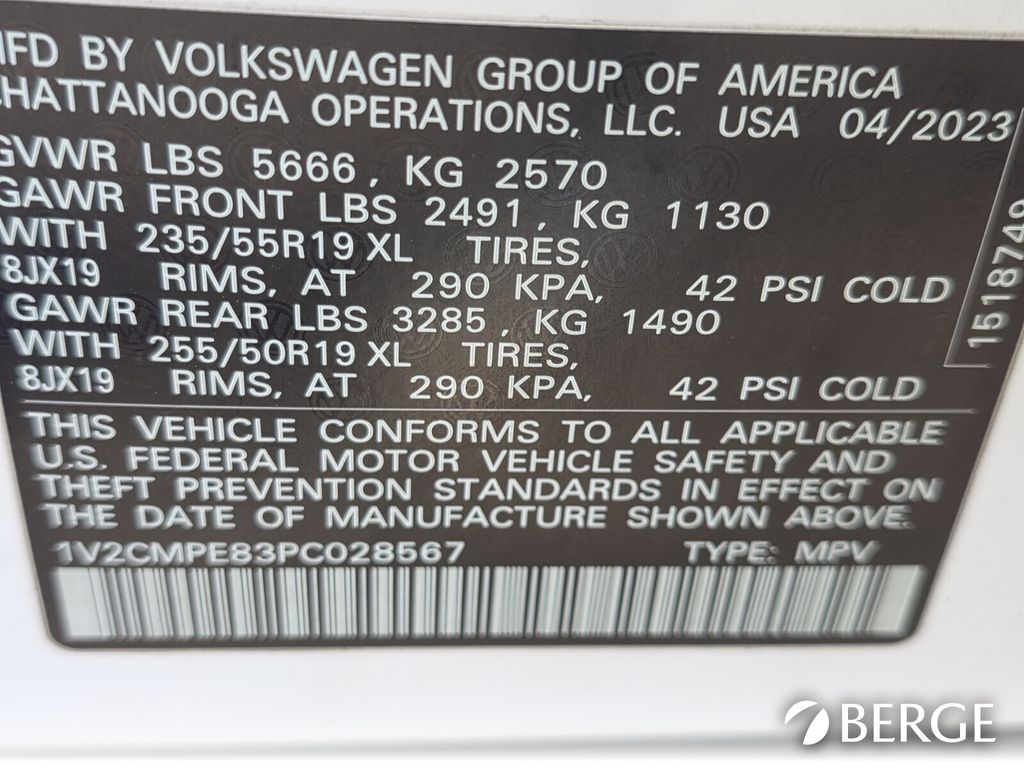 MFD BY VOLKSWAGEN GROUP OF AMERICA
CHATTANOOGA OPERATIONS, LLC. USA 04/2023
GVWR LBS 5666, KG 2570
GAWR FRONT LBS 2491, KG 1130
WITH 235/55R19 XL TIRES,
8JX19 RIMS, AT 290 KPA, 42 PSI COLD
GAWR REAR LBS 3285, KG 1490
WITH 255/50R19 XL TIRES,
8JX19 RIMS, AT 290 KPA, 42 PSI COLD
1518749
THIS VEHICLE CONFORMS TO ALL APPLICABLE
U.S. FEDERAL MOTOR VEHICLE SAFETY AND
THEFT PREVENTION STANDARDS IN EFFECT ON
THE DATE OF MANUFACTURE SHOWN ABOVE.
1V2CMPE83PC028567 TYPE: MPV
BERGE